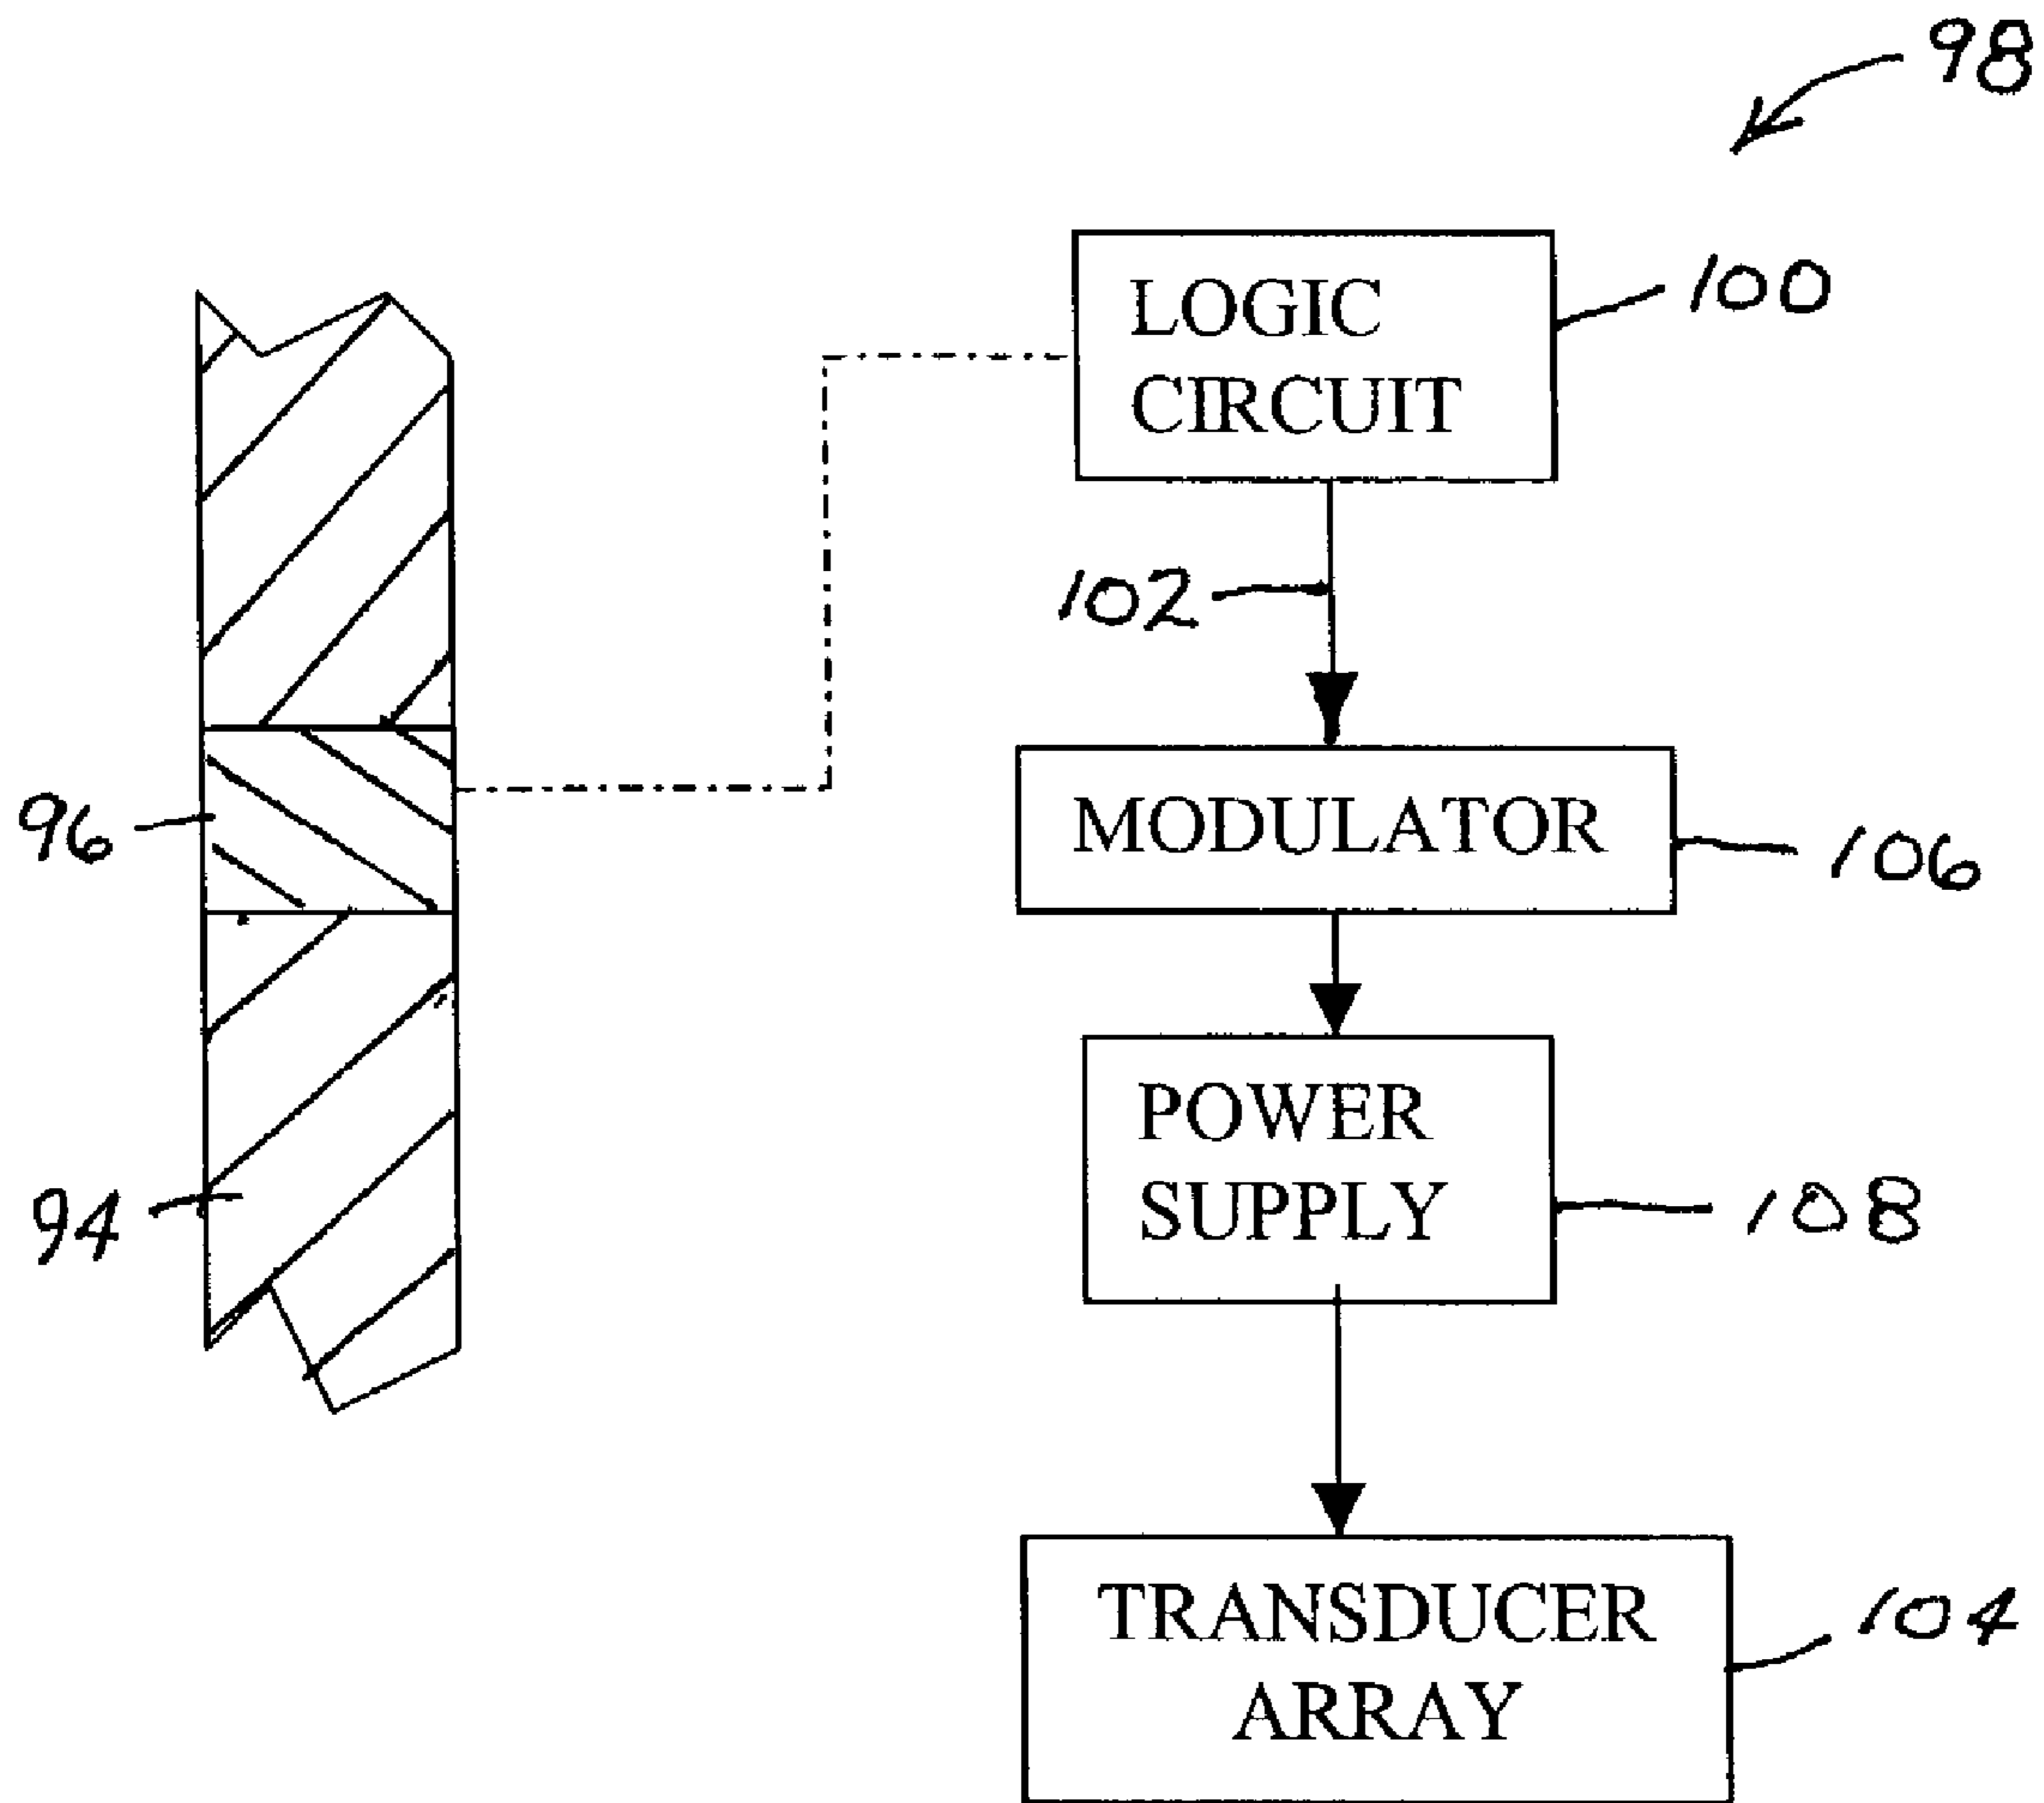 98
LOGIC
CIRCUIT
100
102
MODULATOR
106
96
POWER
SUPPLY
108
94
TRANSDUCER
ARRAY
104